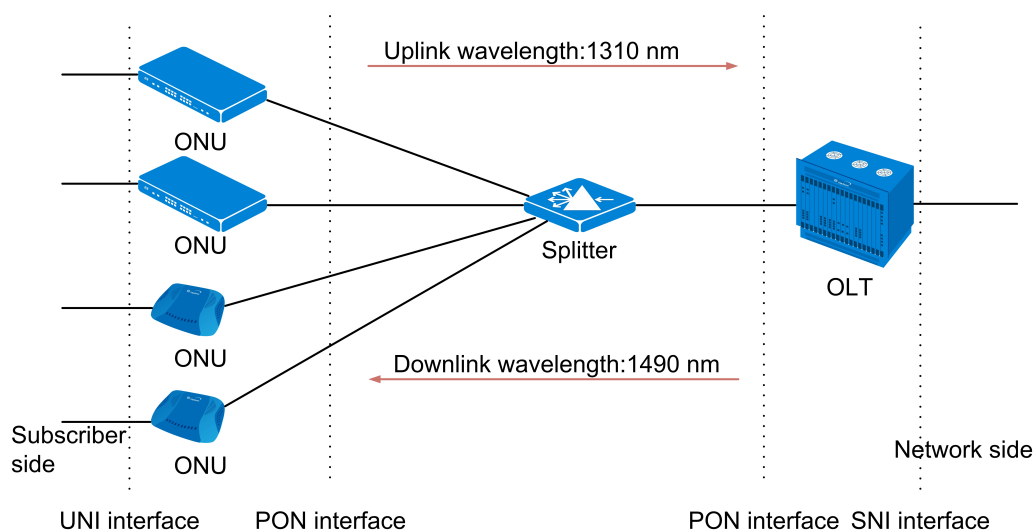 Uplink wavelength:1310 nm
ONU
ONU
Splitter
OLT
ONU
Downlink wavelength:1490 nm
Subscriber
side
ONU
Network side
UNI interface
PON interface
PON interface
SNI interface